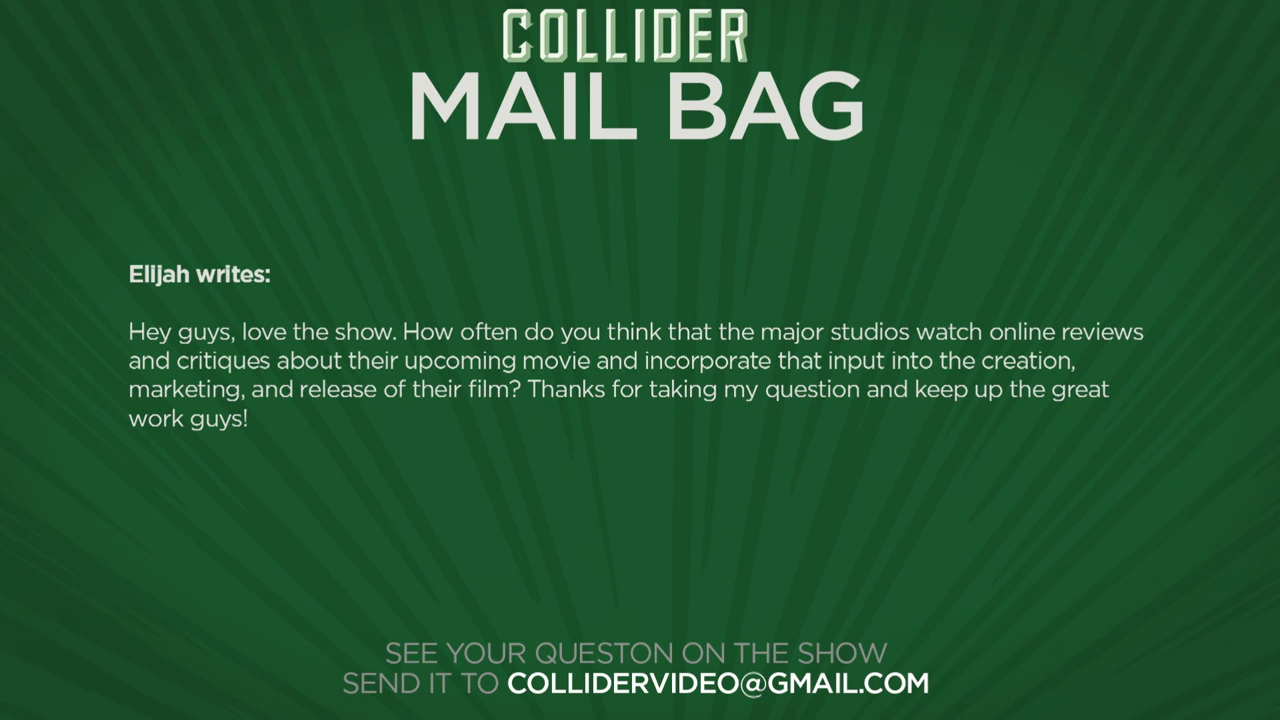 COLLIDER
MAIL BAG
Elijah writes:
Hey guys, love the show. How often do you think that the major studios watch online reviews
and critiques about their upcoming movie and incorporate that input into the creation,
marketing, and release of their film? Thanks for taking my question and keep up the great
work guys!
SEE YOUR QUESTON ON THE SHOW
SEND IT TO COLLIDERVIDEO@GMAIL.COM